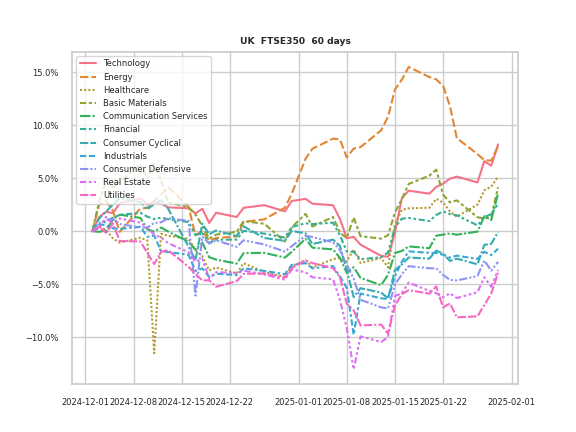 UK  FTSE350  60 days
15.0%
10.0%
5.0%
0.0%
−5.0%
−10.0%
Technology
Energy
Healthcare
Basic Materials
Communication Services
Financial
Consumer Cyclical
Industrials
Consumer Defensive
Real Estate
Utilities
2024-12-01
2024-12-08
2024-12-15
2024-12-22
2025-01-01
2025-01-08
2025-01-15
2025-01-22
2025-02-01